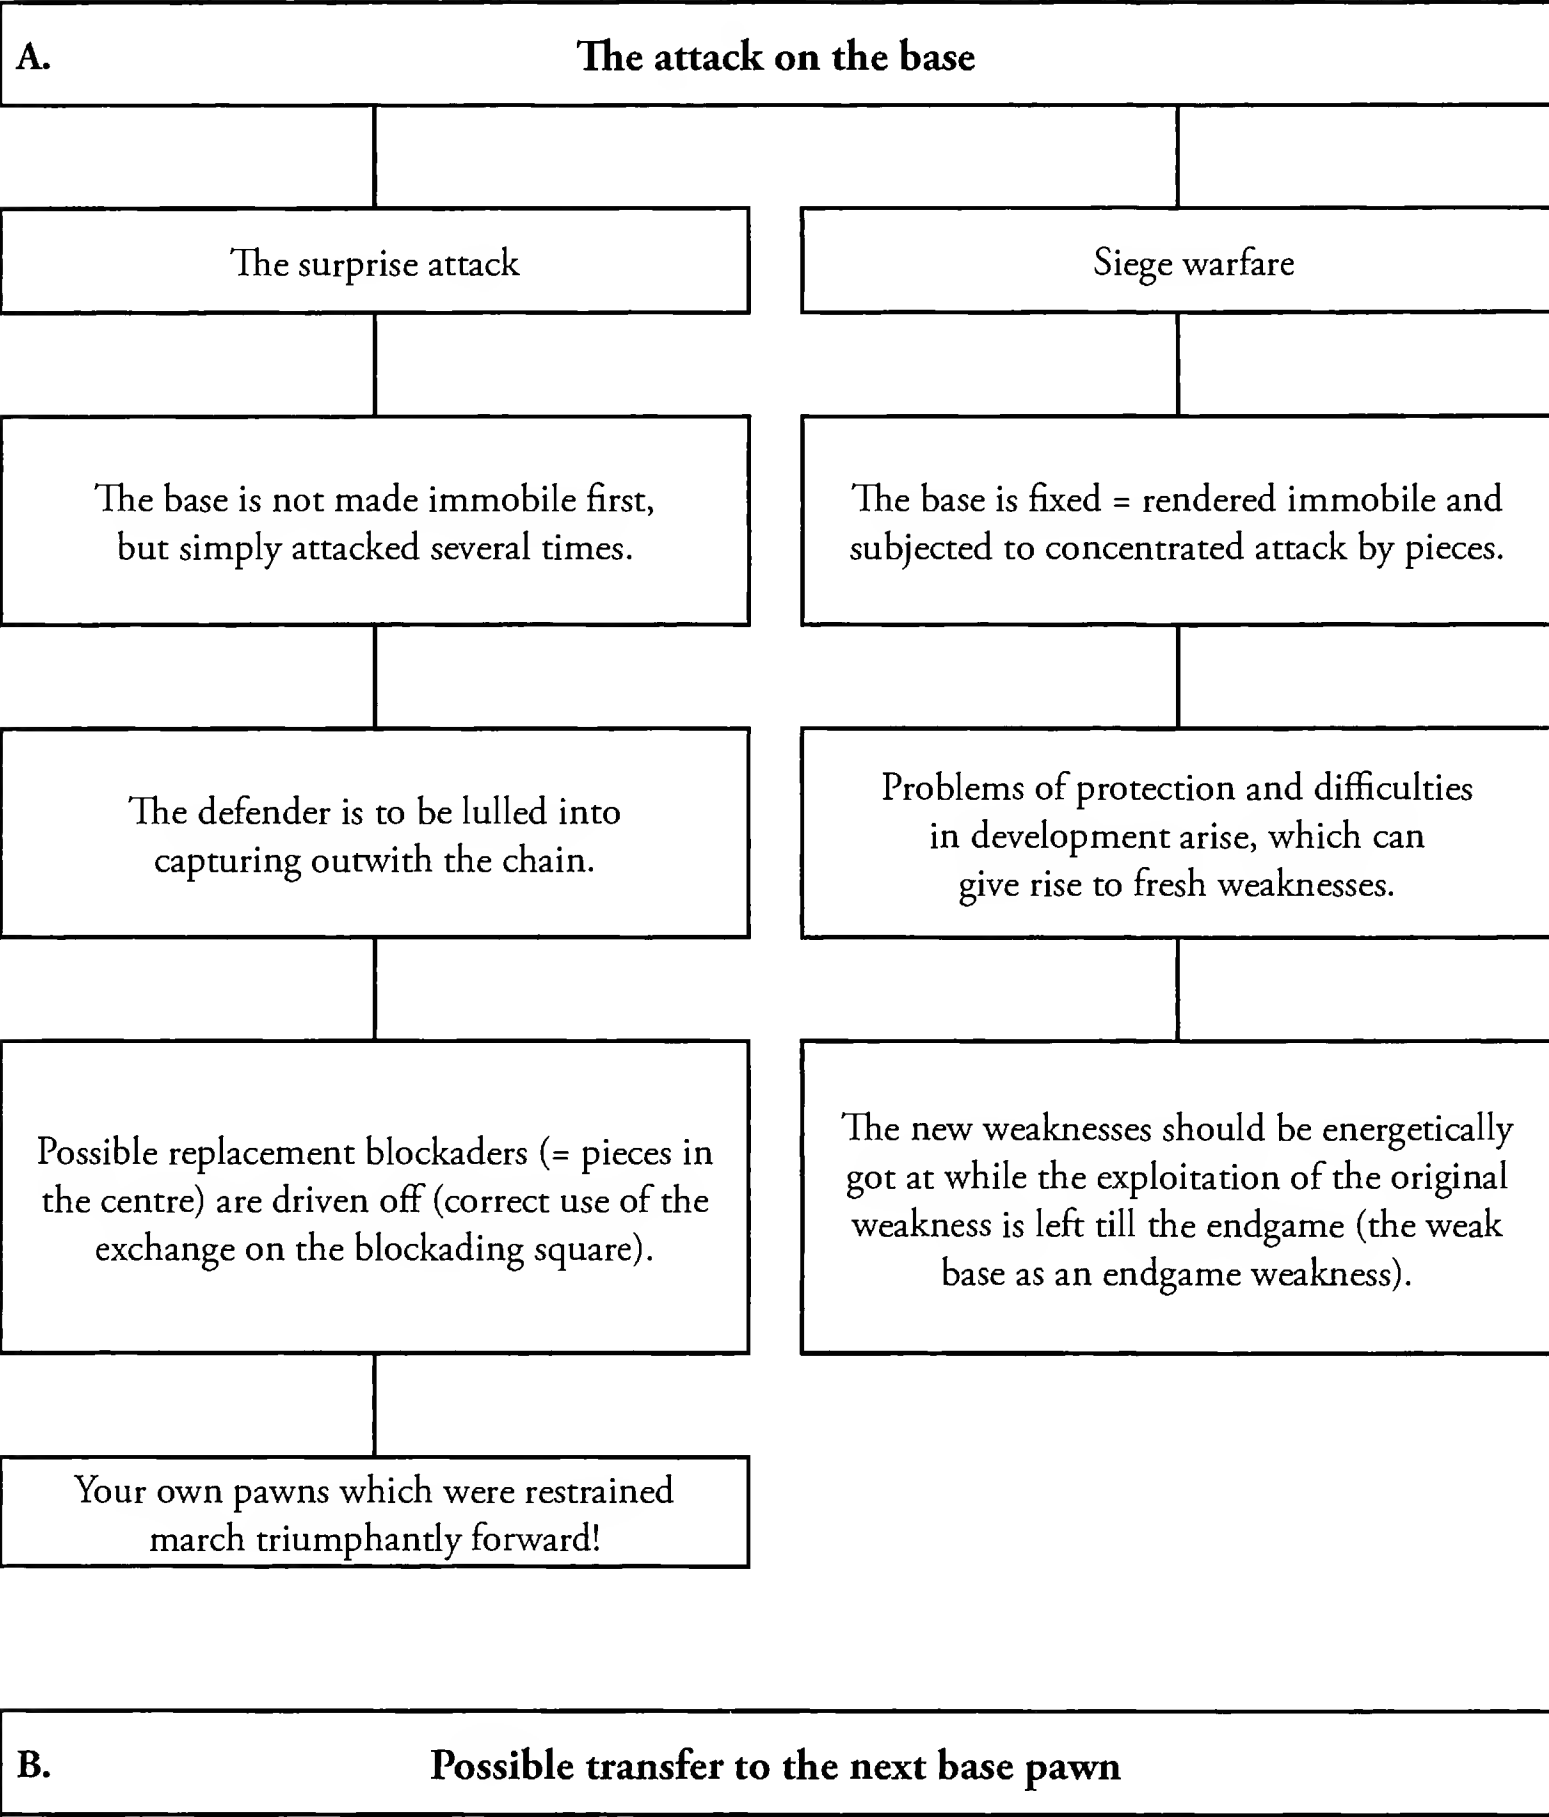 A.
The attack on the base
The surprise attack
Siege warfare
The base is not made immobile first,
but simply attacked several times.
The base is fixed = rendered immobile and
subjected to concentrated attack by pieces.
The defender is to be lulled into
capturing outwith the chain.
Problems of protection and difficulties
in development arise, which can
give rise to fresh weaknesses.
Possible replacement blockaders (= pieces in
the centre) are driven off (correct use of the
exchange on the blockading square).
The new weaknesses should be energetically
got at while the exploitation of the original
weakness is left till the endgame (the weak
base as an endgame weakness).
Your own pawns which were restrained
march triumphantly forward!
B.
Possible transfer to the next base pawn